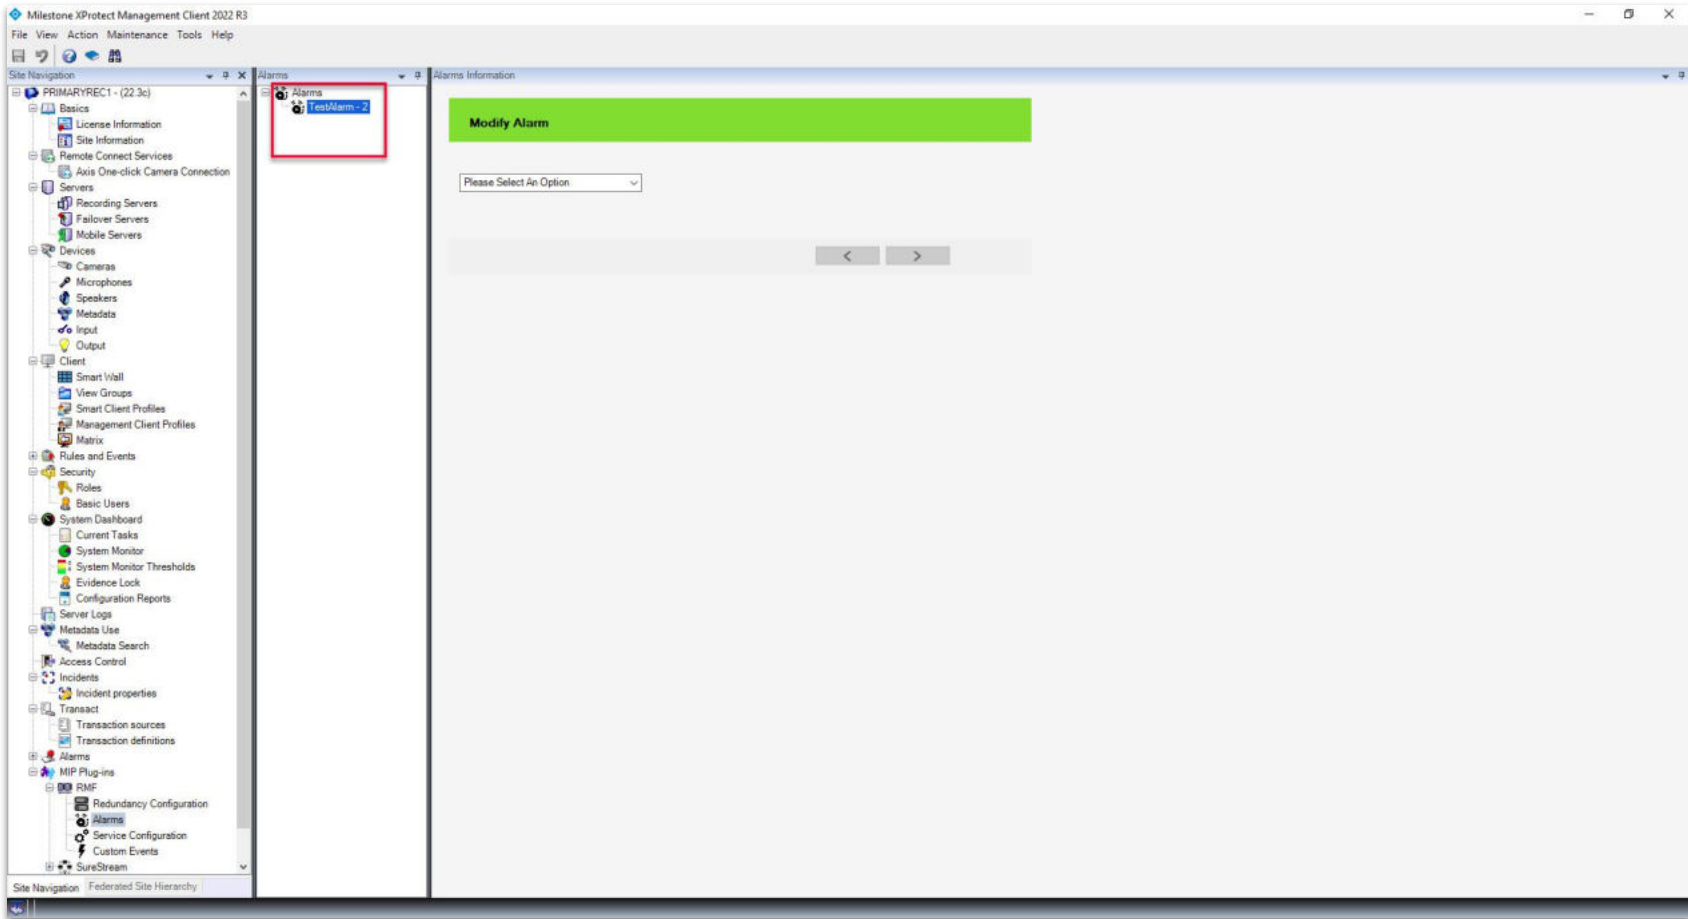 Milestone XProtect Management Client 2022 R3
File View Action Maintenance Tools Help
Site Navigation
PRIMARYREC1 - (22.3c)
Basics
License Information
Site Information
Remote Connect Services
Axis One-click Camera Connection
Servers
Recording Servers
Failover Servers
Mobile Servers
Devices
Cameras
Microphones
Speakers
Metadata
Input
Output
Client
Smart Wall
View Groups
Smart Client Profiles
Management Client Profiles
Matrix
Rules and Events
Security
Roles
Basic Users
System Dashboard
Current Tasks
System Monitor
System Monitor Thresholds
Evidence Lock
Configuration Reports
Server Logs
Metadata Use
Metadata Search
Access Control
Incidents
Incident properties
Transact
Transaction sources
Transaction definitions
Alarms
MIP Plug-ins
RMF
Redundancy Configuration
Alarms
Service Configuration
Custom Events
SureStream
Site Navigation Federated Site Hierarchy
Alarms
Alarms
TestAlarm - 2
Alarms Information
Modify Alarm
Please Select An Option
< >